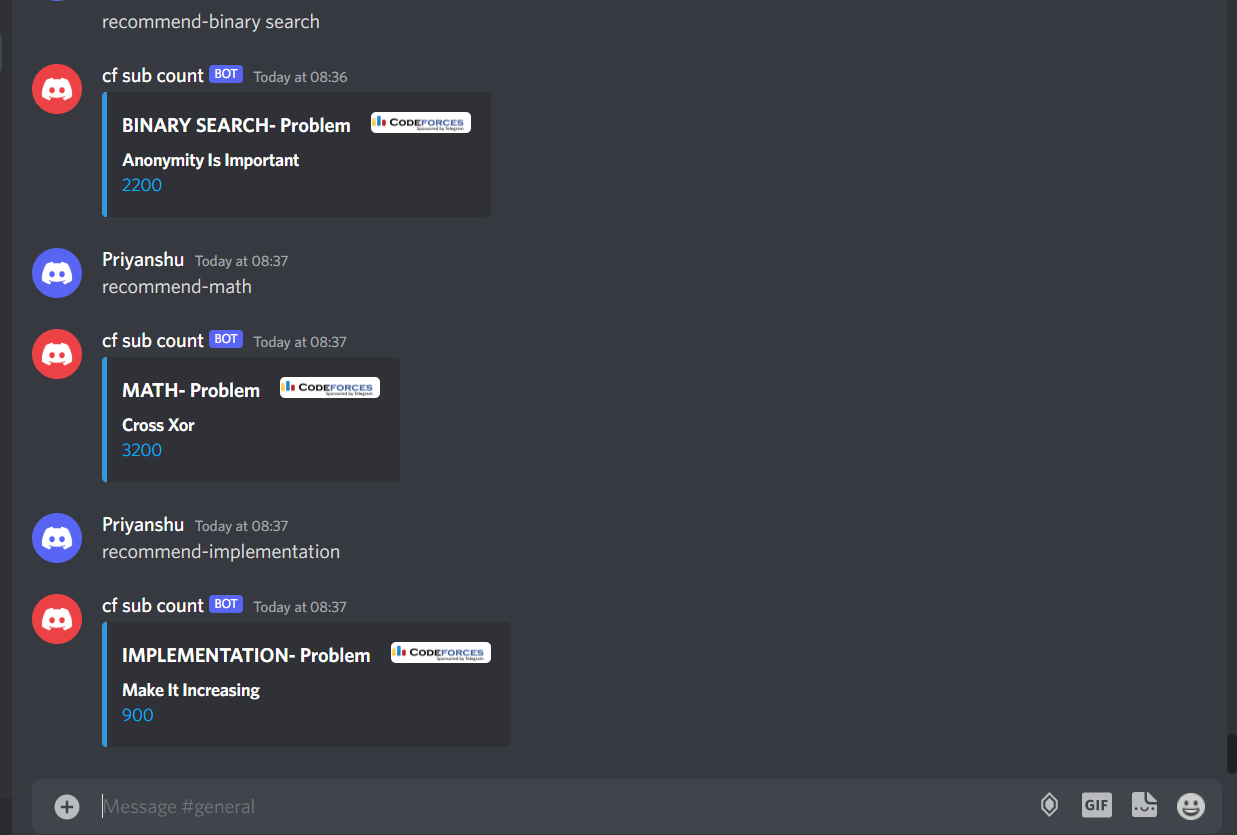 recommend-binary search
cf sub count BOT Today at 08:36
BINARY SEARCH- Problem CODEFORCES
Sponsored by Telegram
Anonymity Is Important
2200
Priyanshu Today at 08:37
recommend-math
cf sub count BOT Today at 08:37
MATH- Problem CODEFORCES
Sponsored by Telegram
Cross Xor
3200
Priyanshu Today at 08:37
recommend-implementation
cf sub count BOT Today at 08:37
IMPLEMENTATION- Problem CODEFORCES
Sponsored by Telegram
Make It Increasing
900
Message #general
GIF